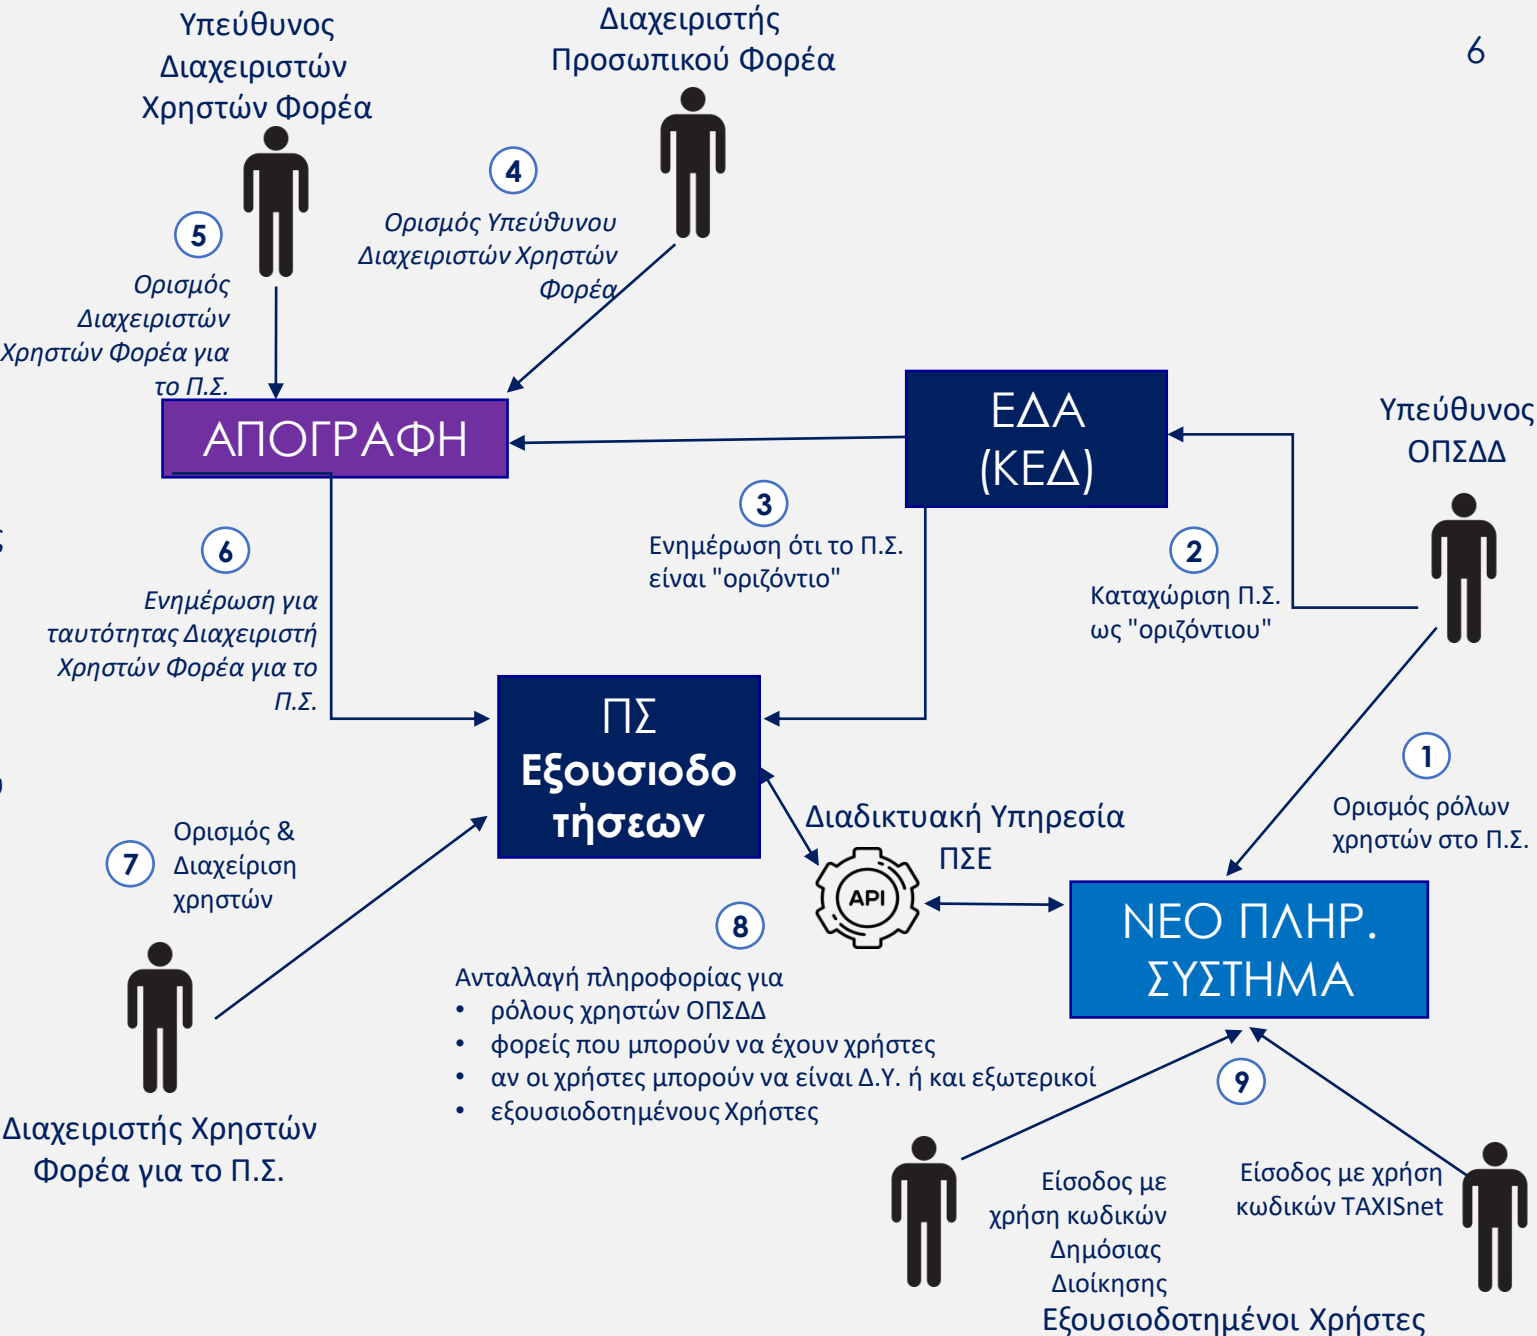 Υπεύθυνος
Διαχειριστών
Χρηστών Φορέα
Διαχειριστής
Προσωπικού Φορέα
6
4
Ορισμός Υπεύθυνου
Διαχειριστών Χρηστών
Φορέα
5
Ορισμός
Διαχειριστών
Χρηστών Φορέα για
το Π.Σ.
ΑΠΟΓΡΑΦΗ
ΕΔΑ
(ΚΕΔ)
Υπεύθυνος
ΟΠΣΔΔ
3
Ενημέρωση ότι το Π.Σ.
είναι "οριζόντιο"
2
Καταχώριση Π.Σ.
ως "οριζόντιου"
ς
6
Ενημέρωση για
ταυτότητας Διαχειριστή
Χρηστών Φορέα για το
Π.Σ.
ΠΣ
Εξουσιοδο
τήσεων
1
Ορισμός ρόλων
χρηστών στο Π.Σ.
7
Ορισμός &
Διαχείριση
χρηστών
Διαδικτυακή Υπηρεσία
ΠΣΕ
API
ΝΕΟ ΠΛΗΡ.
ΣΥΣΤΗΜΑ
8
Ανταλλαγή πληροφορίας για
• ρόλους χρηστών ΟΠΣΔΔ
• φορείς που μπορούν να έχουν χρήστες
• αν οι χρήστες μπορούν να είναι Δ.Υ. ή και εξωτερικοί
• εξουσιοδοτημένους Χρήστες
9
Διαχειριστής Χρηστών
Φορέα για το Π.Σ.
Είσοδος με
χρήση κωδικών
Δημόσιας
Διοίκησης
Είσοδος με χρήση
κωδικών TAXISnet
Εξουσιοδοτημένοι Χρήστες